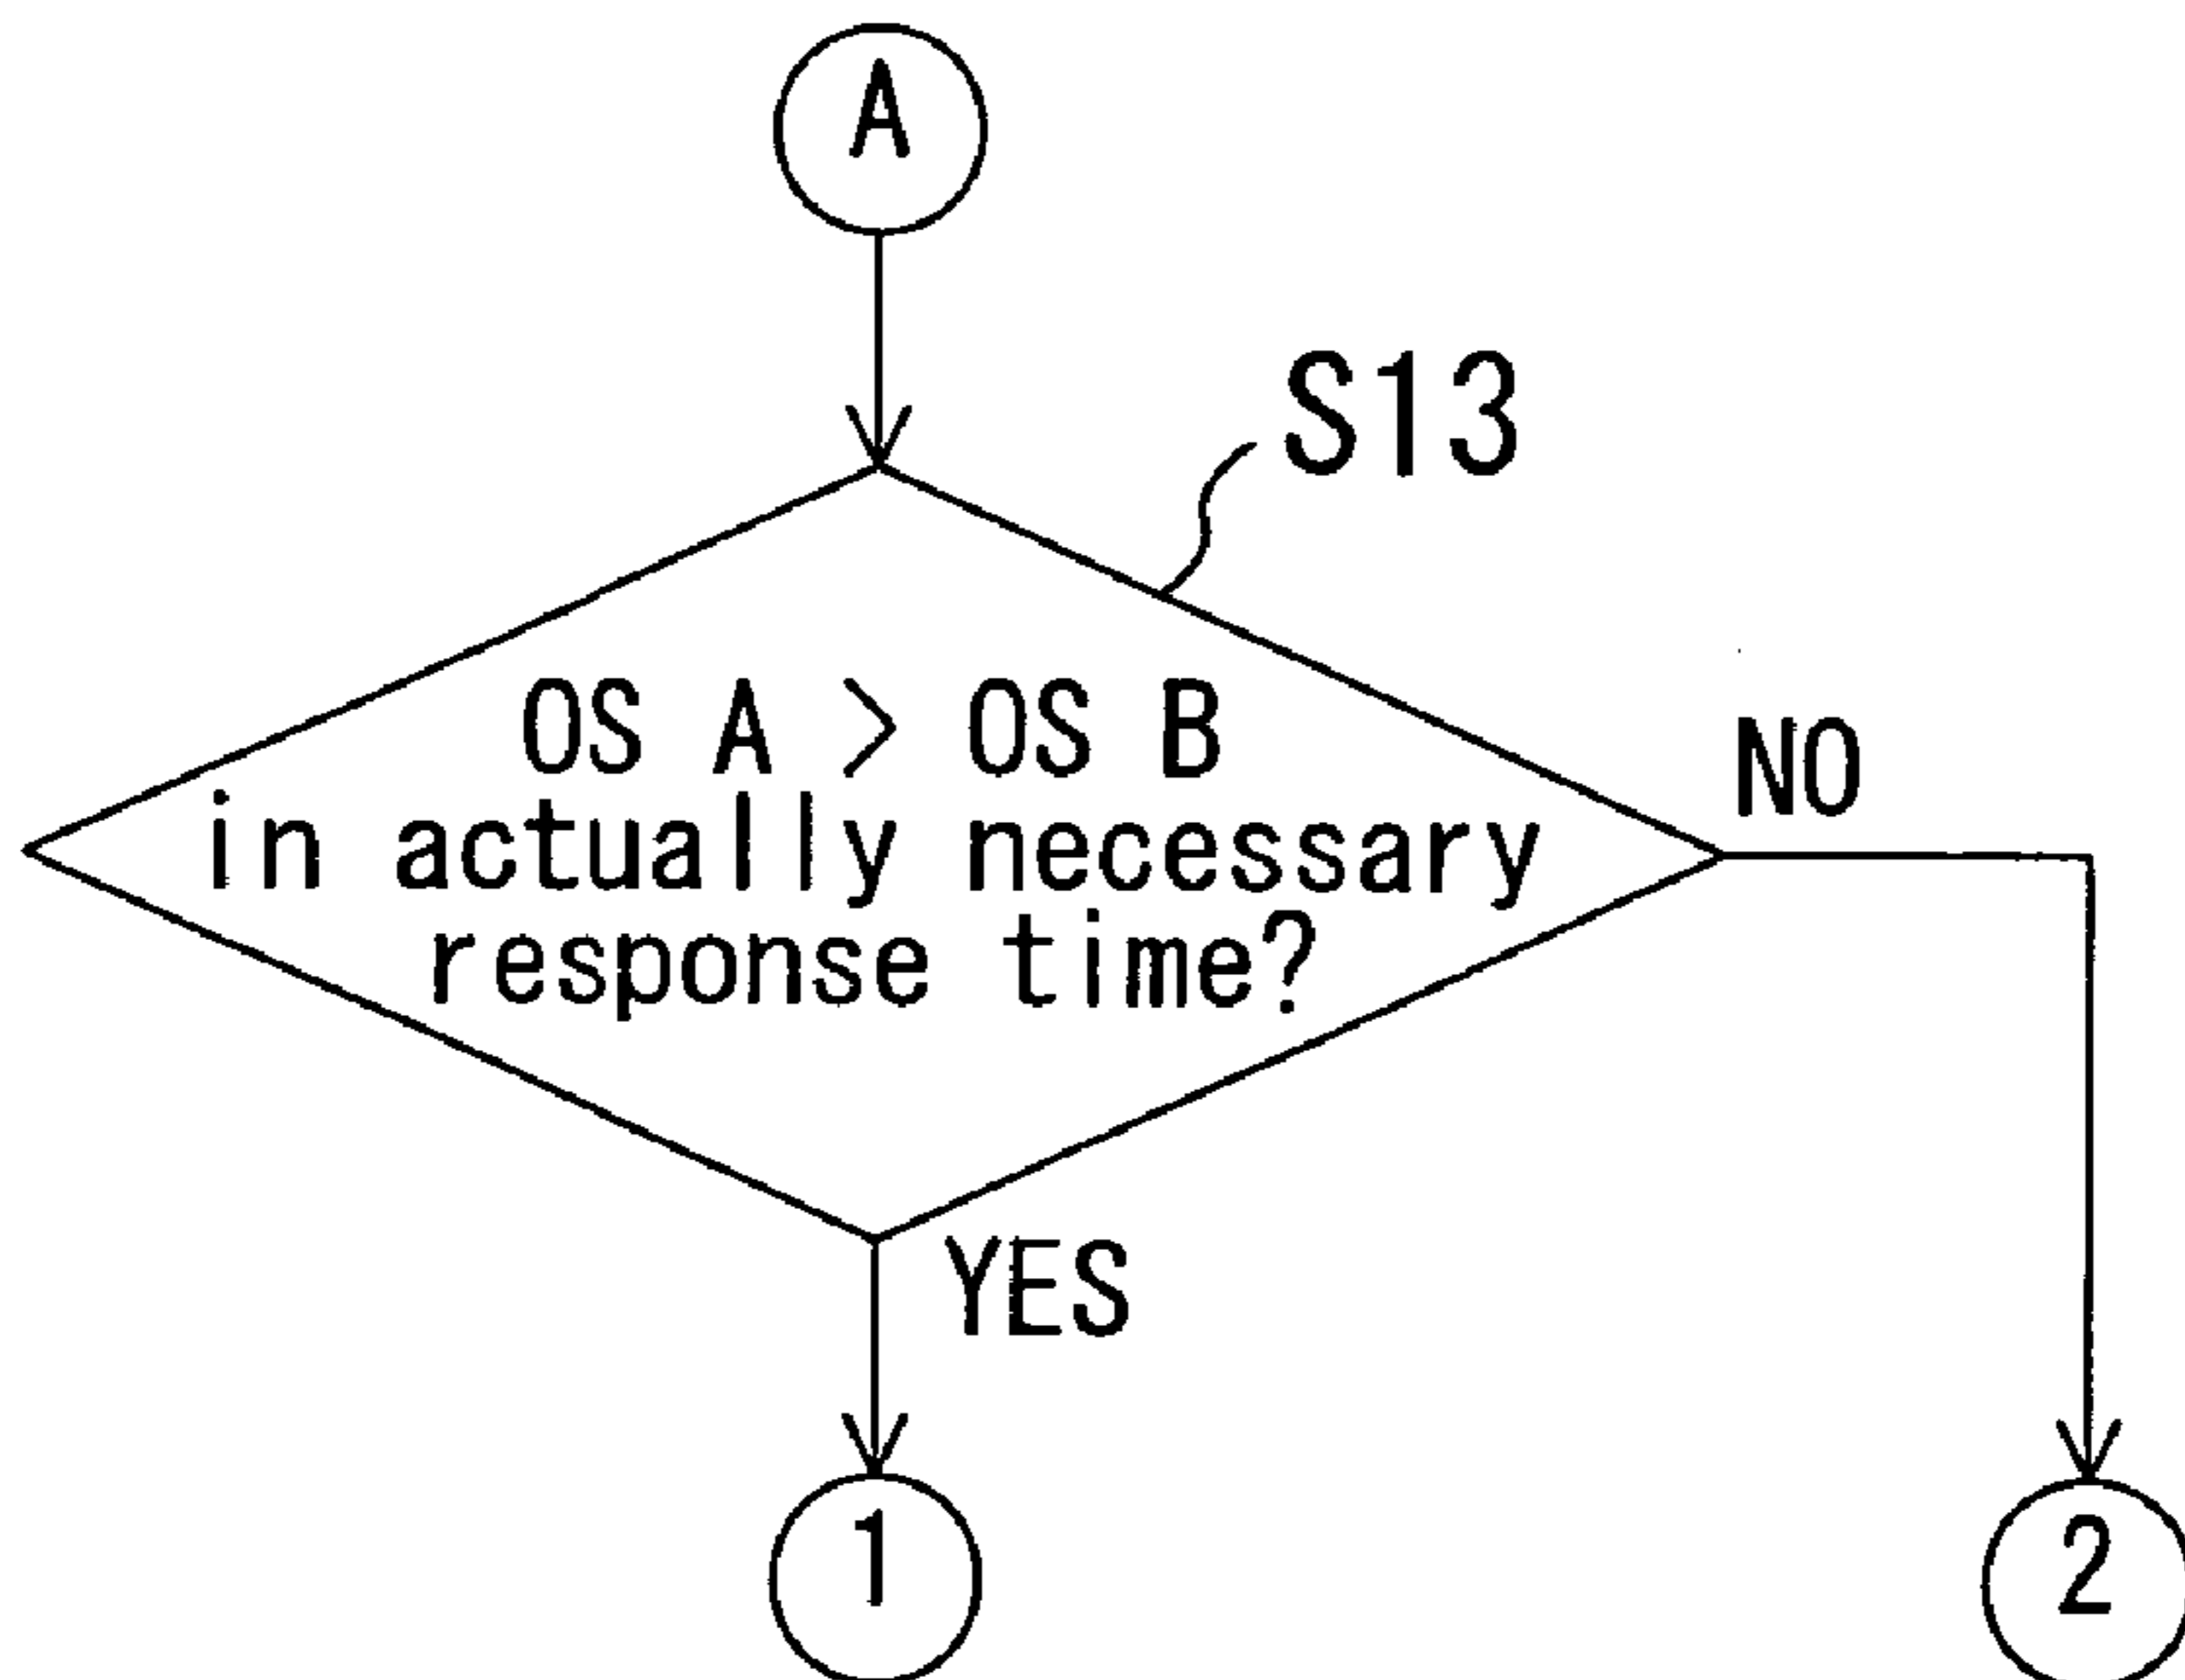 A
S13
OS A > OS B
in actually necessary
response time?
NO
YES
1
2